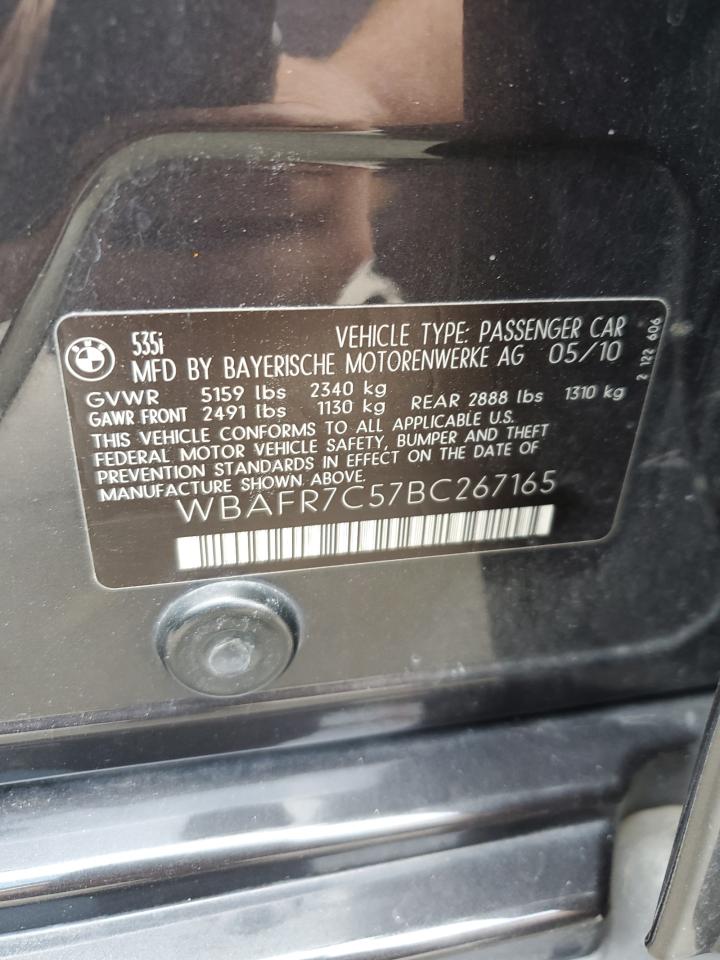 535i VEHICLE TYPE: PASSENGER CAR
MFD BY BAYERISCHE MOTORENWERKE AG 05/10
GVWR 5159 lbs 2340 kg
GAWR FRONT 2491 lbs 1130 kg REAR 2888 lbs 1310 kg
THIS VEHICLE CONFORMS TO ALL APPLICABLE U.S.
FEDERAL MOTOR VEHICLE SAFETY, BUMPER AND THEFT
PREVENTION STANDARDS IN EFFECT ON THE DATE OF
MANUFACTURE SHOWN ABOVE.
WBAFR7C57BC267165
2 122 606